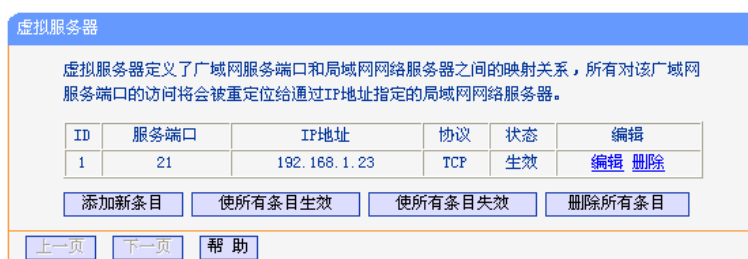 虚拟服务器
虚拟服务器定义了广域网服务端口和局域网网络服务器之间的映射关系，所有对该广域网
服务端口的访问将会被重定位给通过IP地址指定的局域网网络服务器。
ID 服务端口 IP地址 协议 状态 编辑
1 21 192.168.1.23 TCP 生效 编辑 删除
添加新条目 使所有条目生效 使所有条目失效 删除所有条目
上一页 下一页 帮 助